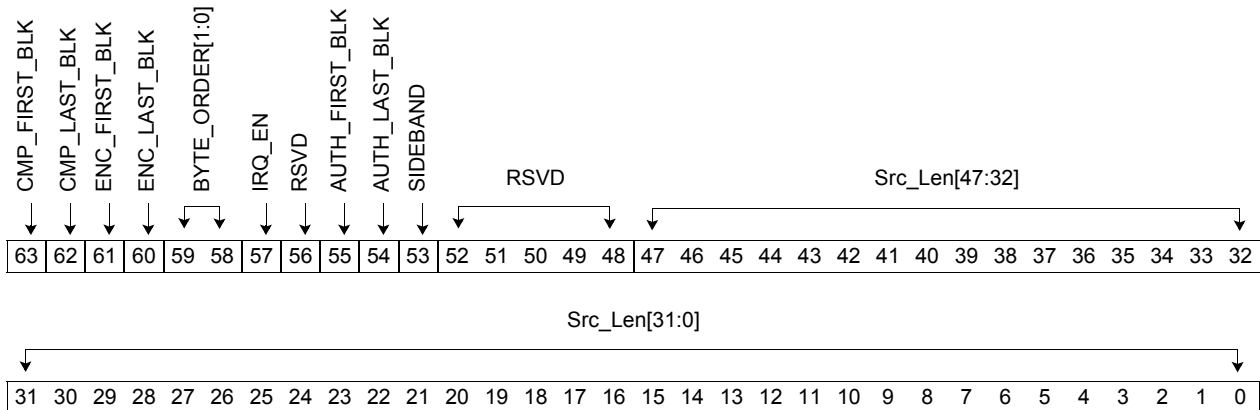 CMP_FIRST_BLK
CMP_LAST_BLK
ENC_FIRST_BLK
ENC_LAST_BLK
BYTE_ORDER[1:0]
IRQ_EN
RSVD
AUTH_FIRST_BLK
AUTH_LAST_BLK
SIDEBAND
RSVD
Src_Len[47:32]
63 62 61 60 59 58 57 56 55 54 53 52 51 50 49 48 47 46 45 44 43 42 41 40 39 38 37 36 35 34 33 32
Src_Len[31:0]
31 30 29 28 27 26 25 24 23 22 21 20 19 18 17 16 15 14 13 12 11 10 9 8 7 6 5 4 3 2 1 0